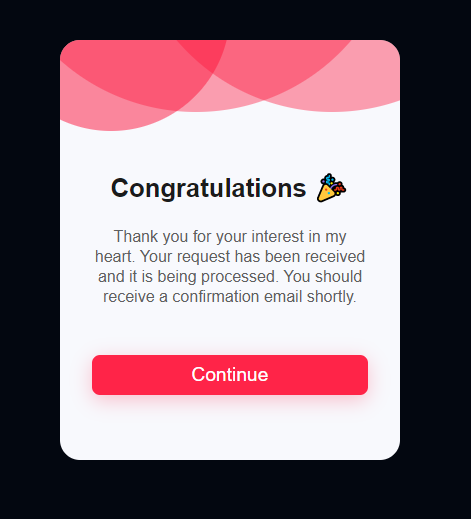 Congratulations 🎉
Thank you for your interest in my
heart. Your request has been received
and it is being processed. You should
receive a confirmation email shortly.
Continue